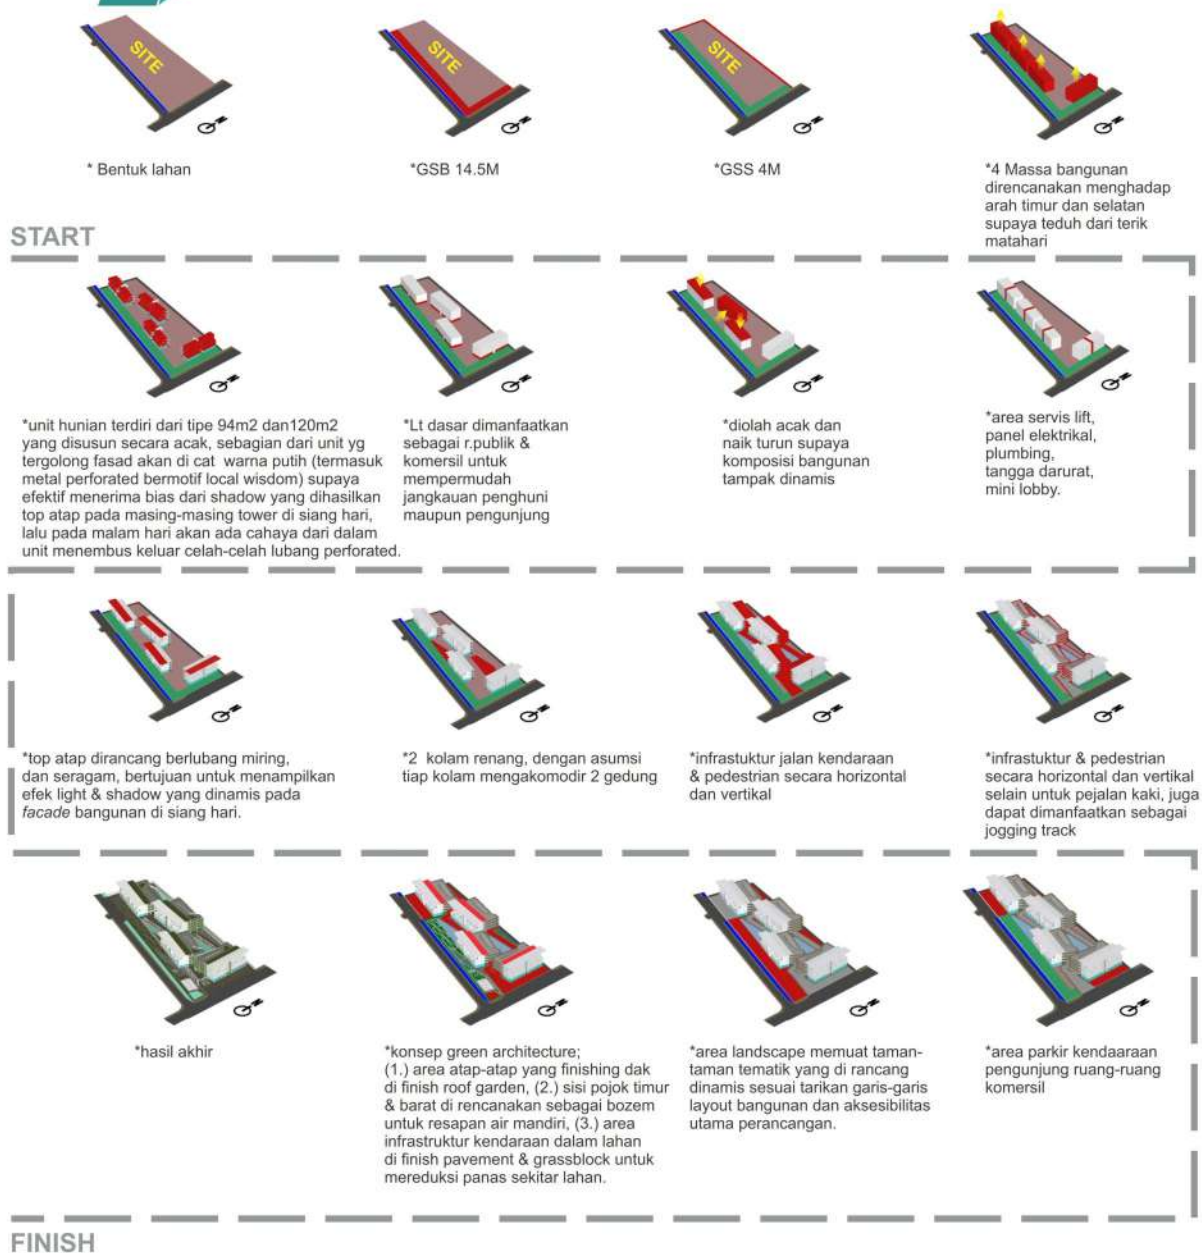 SITE
SITE
SITE
* Bentuk lahan
*GSB 14.5M
*GSS 4M
*4 Massa bangunan
direncanakan menghadap
arah timur dan selatan
supaya teduh dari terik
matahari
START
*unit hunian terdiri dari tipe 94m2 dan120m2
yang disusun secara acak, sebagian dari unit yg
tergolong fasad akan di cat warna putih (termasuk
metal perforated bermotif local wisdom) supaya
efektif menerima bias dari shadow yang dihasilkan
top atap pada masing-masing tower di siang hari,
lalu pada malam hari akan ada cahaya dari dalam
unit menembus keluar celah-celah lubang perforated.
*Lt dasar dimanfaatkan
sebagai r.publik &
komersil untuk
mempermudah
jangkauan penghuni
maupun pengunjung
*diolah acak dan
naik turun supaya
komposisi bangunan
tampak dinamis
*area servis lift,
panel elektrikal,
plumbing,
tangga darurat,
mini lobby.
*top atap dirancang berlubang miring,
dan seragam, bertujuan untuk menampilkan
efek light & shadow yang dinamis pada
facade bangunan di siang hari.
*2 kolam renang, dengan asumsi
tiap kolam mengakomodir 2 gedung
*infrastuktur jalan kendaraan
& pedestrian secara horizontal
dan vertikal
*infrastuktur & pedestrian
secara horizontal dan vertikal
selain untuk pejalan kaki, juga
dapat dimanfaatkan sebagai
jogging track
*hasil akhir
*konsep green architecture;
(1.) area atap-atap yang finishing dak
di finish roof garden, (2.) sisi pojok timur
& barat di rencanakan sebagai bozem
untuk resapan air mandiri, (3.) area
infrastruktur kendaraan dalam lahan
di finish pavement & grassblock untuk
mereduksi panas sekitar lahan.
*area landscape memuat taman-
taman tematik yang di rancang
dinamis sesuai tarikan garis-garis
layout bangunan dan aksesibilitas
utama perancangan.
*area parkir kendaaraan
pengunjung ruang-ruang
komersil
FINISH